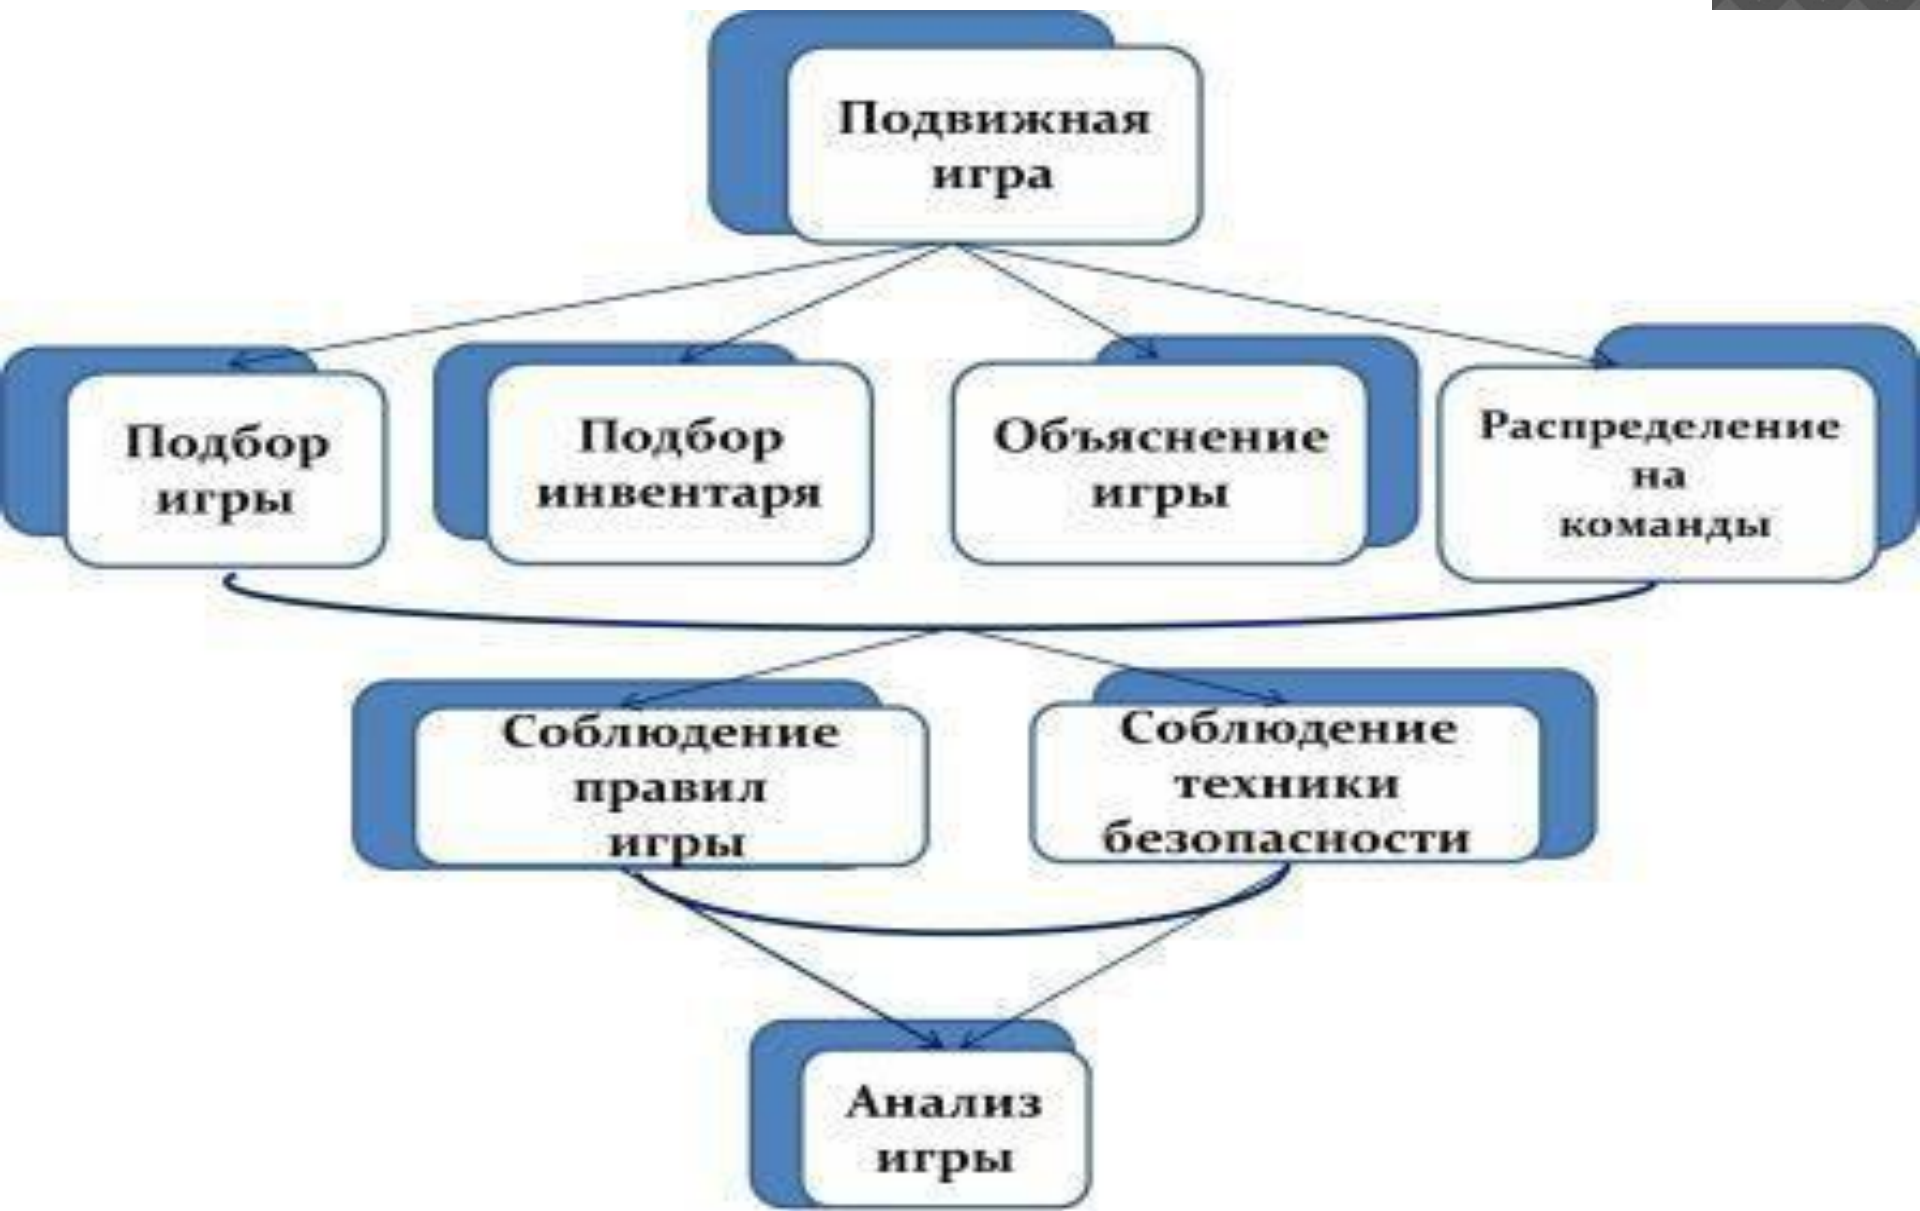 Подвижная
игра
Подбор
игры
Подбор
инвентаря
Объяснение
игры
Распределение
на
команды
Соблюдение
правил
игры
Соблюдение
техники
безопасности
Анализ
игры